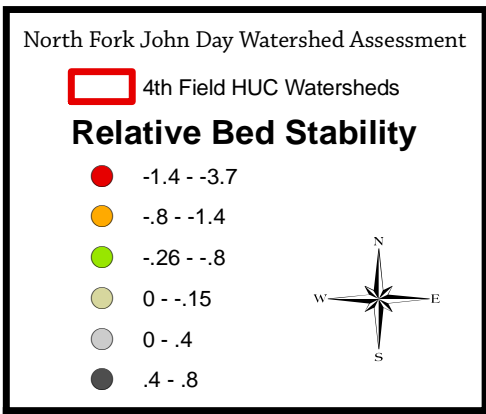 North Fork John Day Watershed Assessment
4th Field HUC Watersheds
Relative Bed Stability
-1.4 - -3.7
-.8 - -1.4
-.26 - -.8
0 - -.15
0 - .4
.4 - .8
N
W E
S